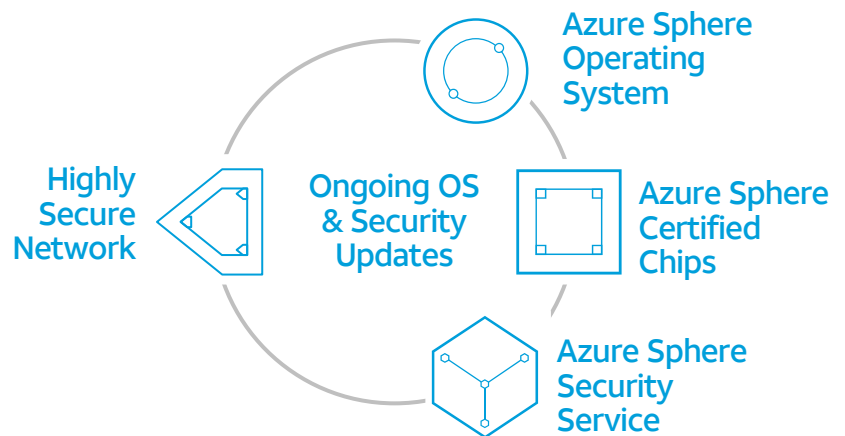 Azure Sphere
Operating
System
Highly
Secure
Network
Ongoing OS
& Security
Updates
Azure Sphere
Certified
Chips
Azure Sphere
Security
Service